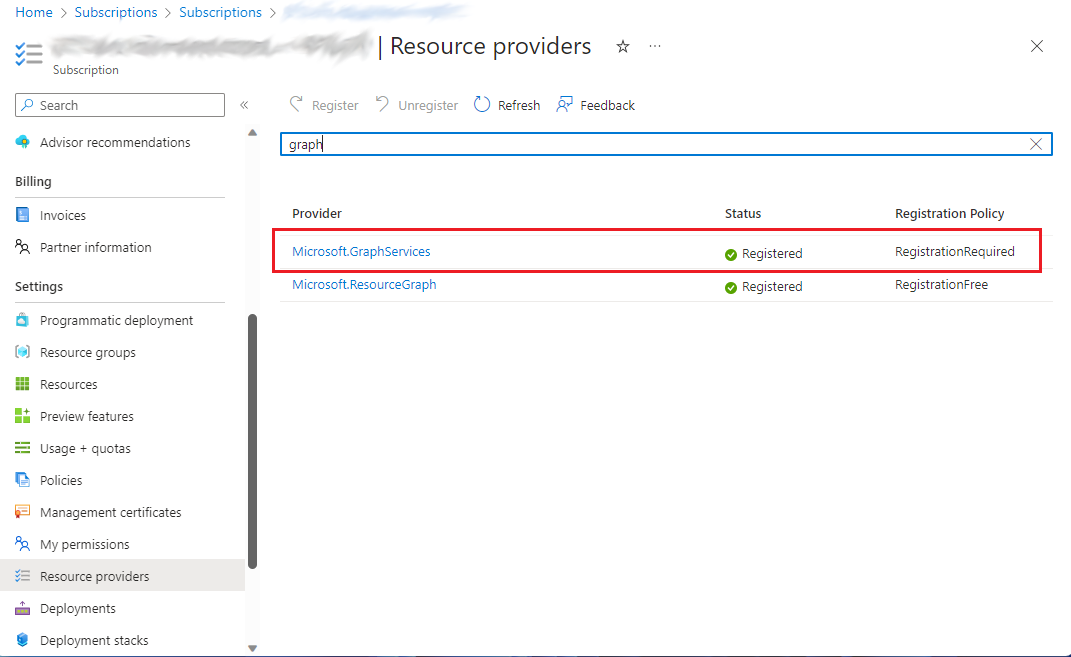 Home > Subscriptions > Subscriptions >
| Resource providers
Subscription
Search
Advisor recommendations
Billing
Invoices
Partner information
Settings
Programmatic deployment
Resource groups
Resources
Preview features
Usage + quotas
Policies
Management certificates
My permissions
Resource providers
Deployments
Deployment stacks
Register Unregister Refresh Feedback
graph
Provider Status Registration Policy
Microsoft.GraphServices Registered RegistrationRequired
Microsoft.ResourceGraph Registered RegistrationFree